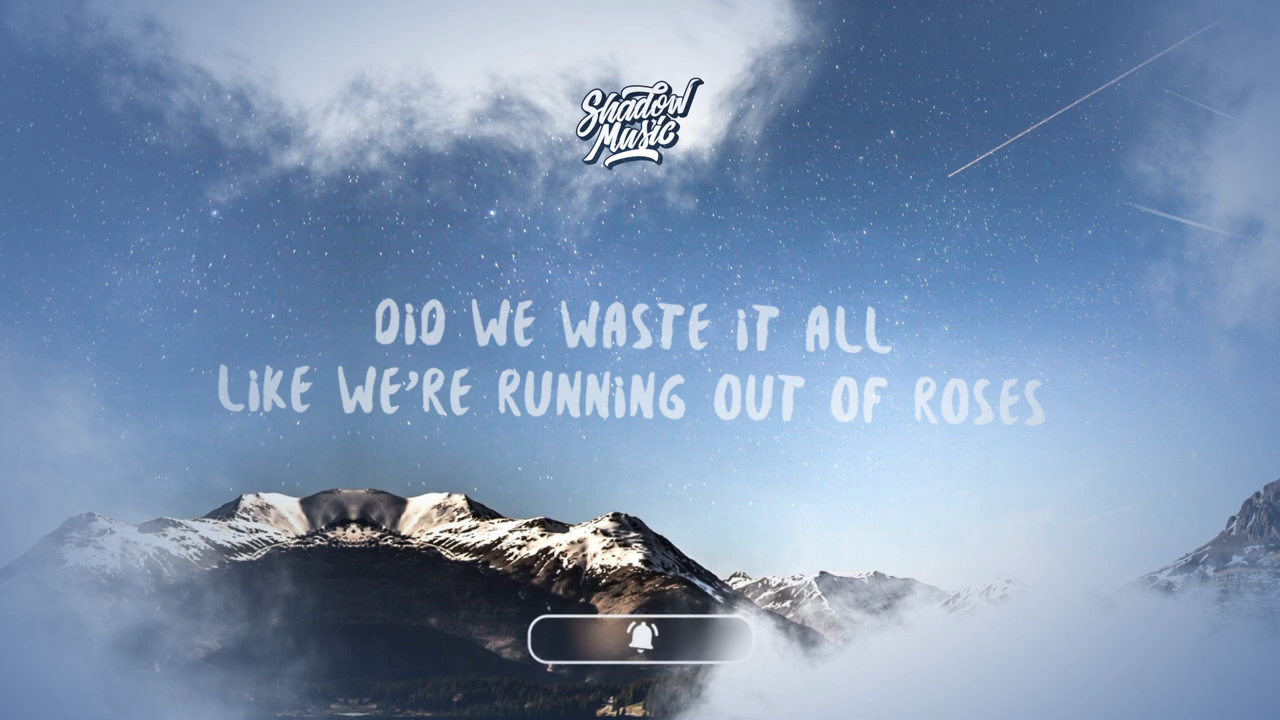 Shadow
Music
DiD WE WASTE iT ALL
LiKE WE'RE RUNNiNG OUT OF ROSES